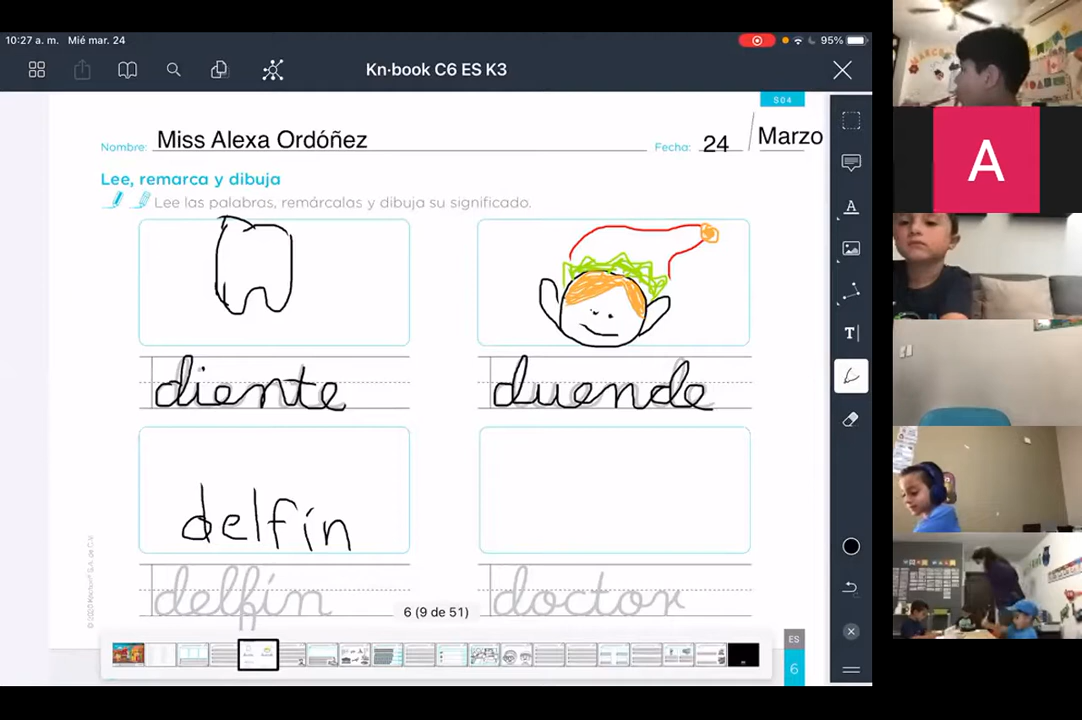 10:27 a. m. Mié mar. 24
95%
Kn·book C6 ES K3
S04
Nombre: Miss Alexa Ordóñez Fecha: 24 / Marzo
Lee, remarca y dibuja
Lee las palabras, remárcalas y dibuja su significado.
diente
duende
delfín
delfín
doctor
6 (9 de 51)
ES
6
A
A
T